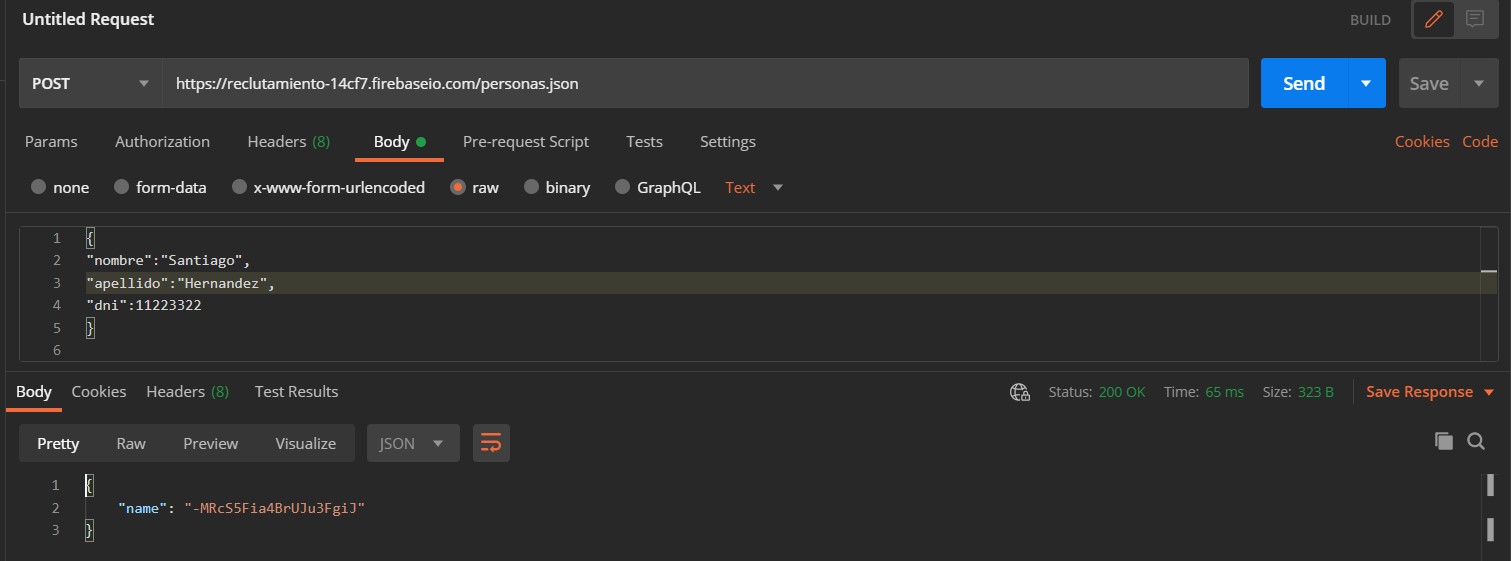 Untitled Request BUILD
POST https://reclutamiento-14cf7.firebaseio.com/personas.json Send Save
Params Authorization Headers (8) Body Pre-request Script Tests Settings Cookies Code
none form-data x-www-form-urlencoded raw binary GraphQL Text
1 {
2 "nombre":"Santiago",
3 "apellido":"Hernandez",
4 "dni":11223322
5 }
6
Body Cookies Headers (8) Test Results Status: 200 OK Time: 65 ms Size: 323 B Save Response
Pretty Raw Preview Visualize JSON
1 {
2 "name": "-MRcS5Fia4BrUJu3FgiJ"
3 }